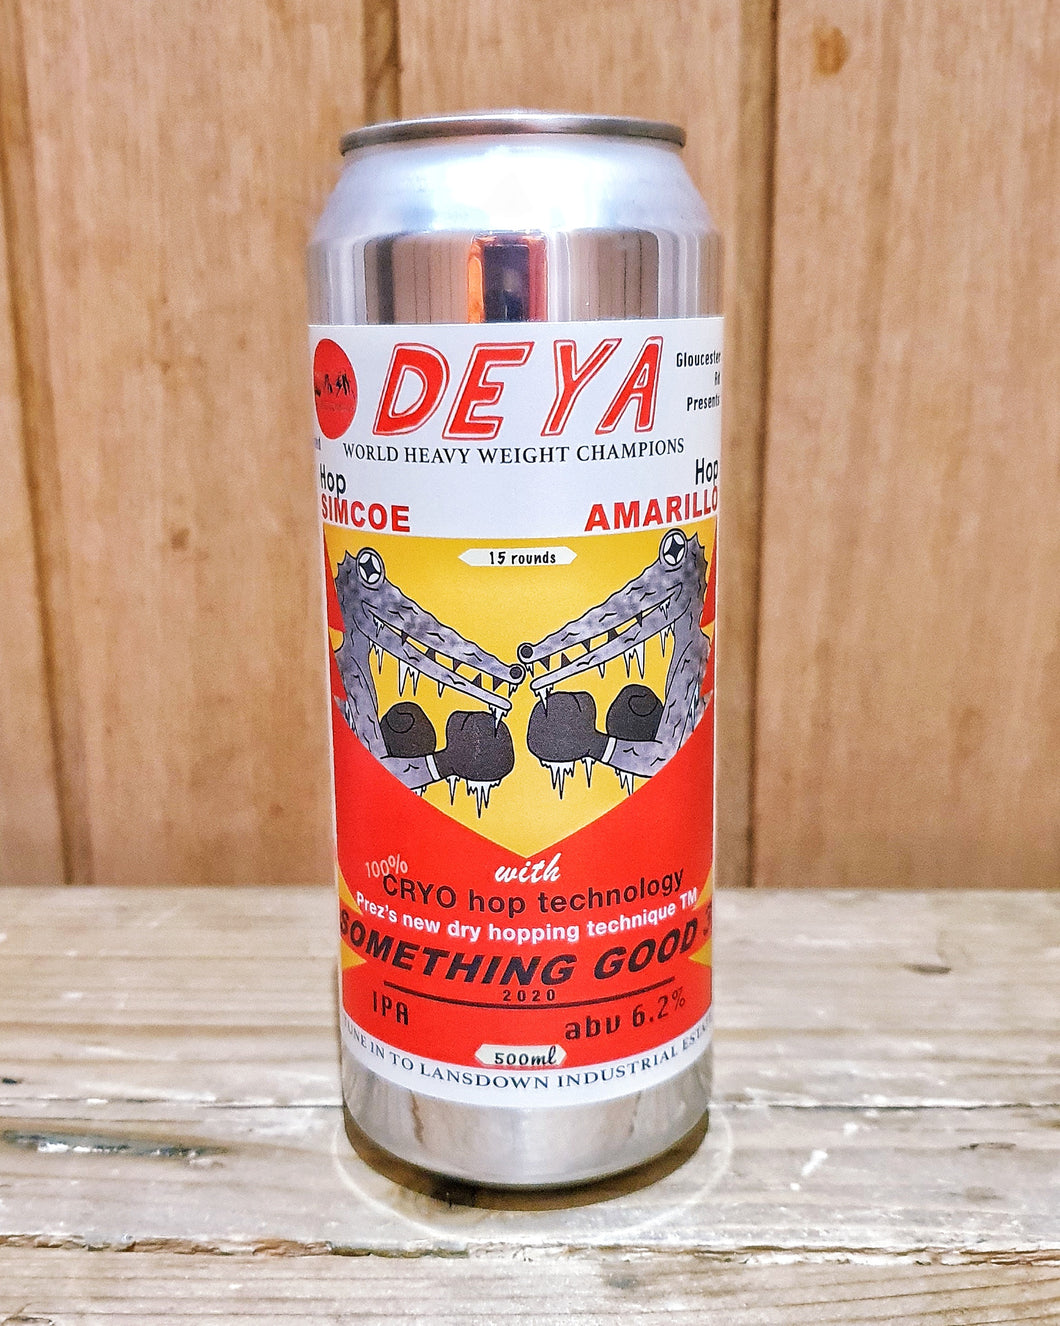 DEYA
Gloucester
Rd
Presents
WORLD HEAVY WEIGHT CHAMPIONS
Hop
SIMCOE
Hop
AMARILLO
15 rounds
with
100%
CRYO hop technology
Prez's new dry hopping technique TM
SOMETHING GOOD
2020
IPA
abv 6.2%
500ml
TUNE IN TO LANSDOWN INDUSTRIAL ESTATE